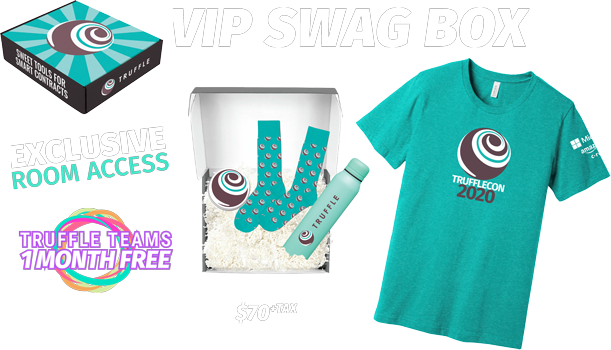 VIP SWAG BOX
SWEET TOOLS FOR
SMART CONTRACTS
TRUFFLE
EXCLUSIVE
ROOM ACCESS
TRUFFLE TEAMS
1 MONTH FREE
TRUFFLE
$70+TAX
TRUFFLECON
2020